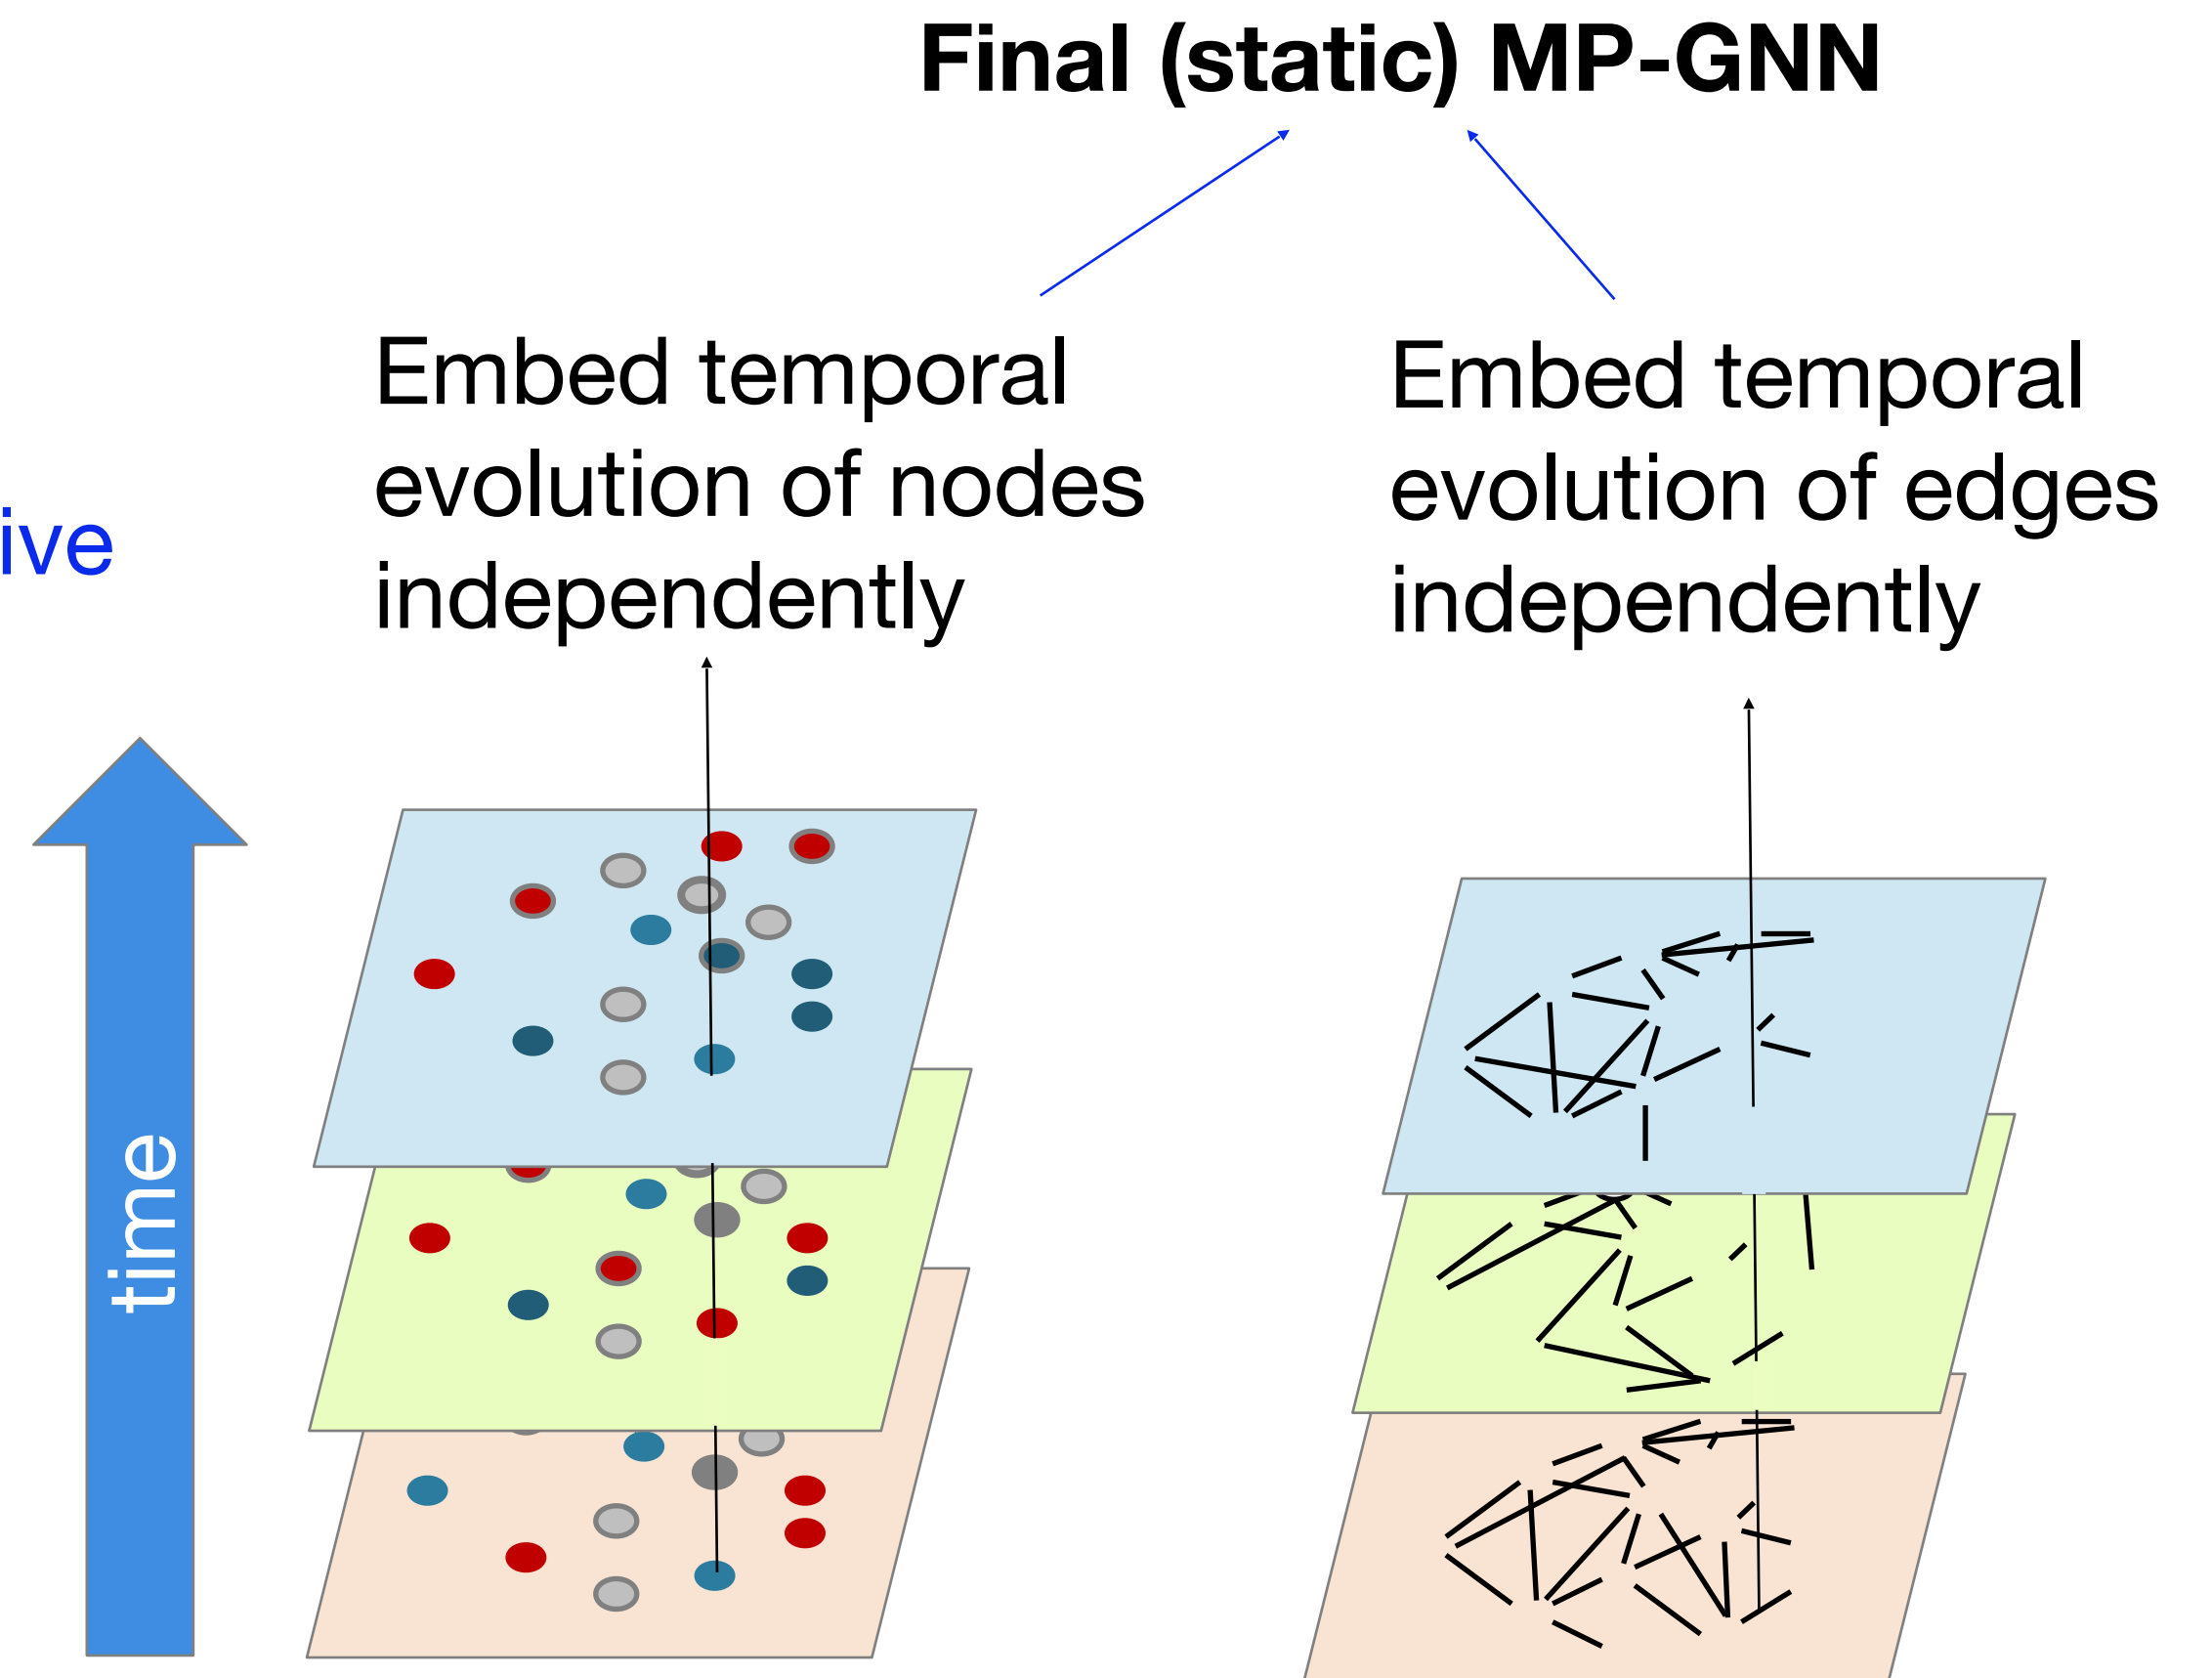 Final (static) MP-GNN
Embed temporal
evolution of nodes
independently
Embed temporal
evolution of edges
independently
ive
time